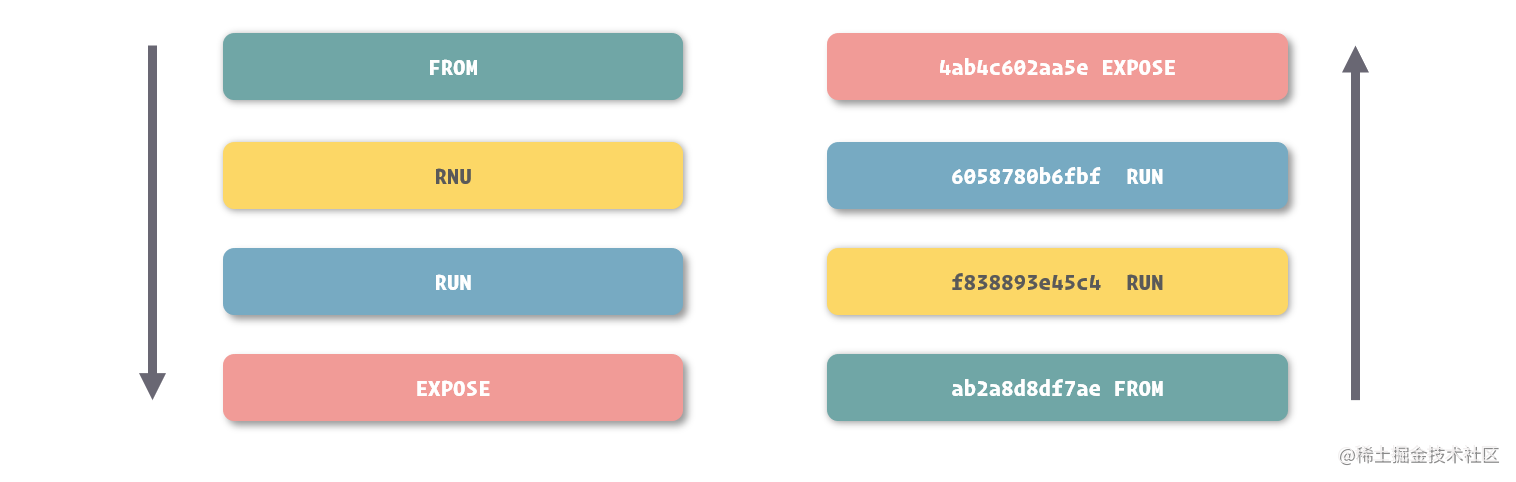 FROM
RNU
RUN
EXPOSE
4ab4c602aa5e EXPOSE
6058780b6fbf  RUN
f838893e45c4  RUN
ab2a8d8df7ae FROM
@稀土掘金技术社区